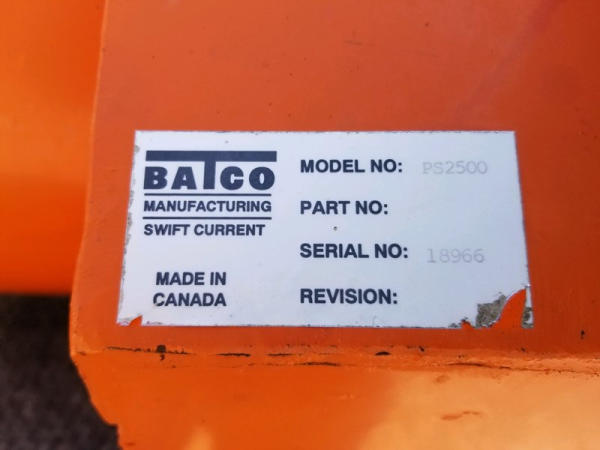 BATCO
MANUFACTURING
SWIFT CURRENT
MADE IN
CANADA
MODEL NO: PS2500
PART NO:
SERIAL NO: 18966
REVISION: